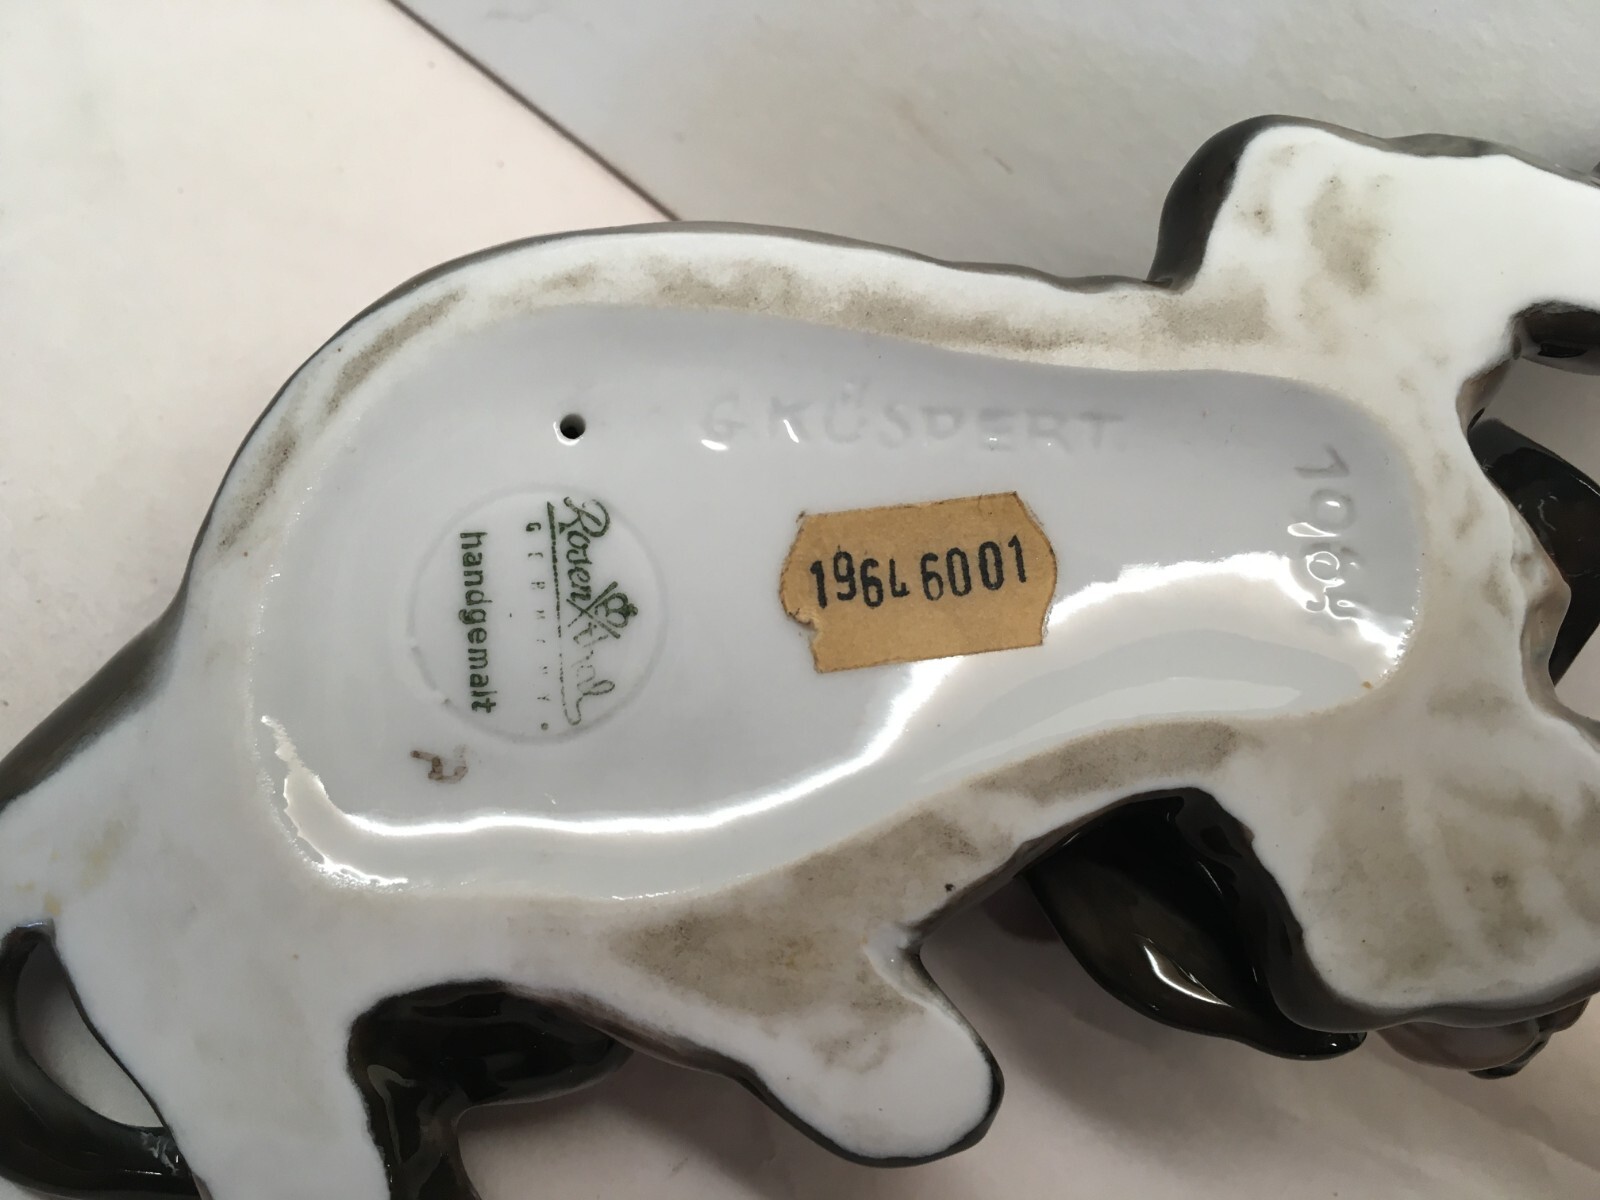 G KÜSPERT.
19646001
Rosenthal
GERMANY
handgemalt